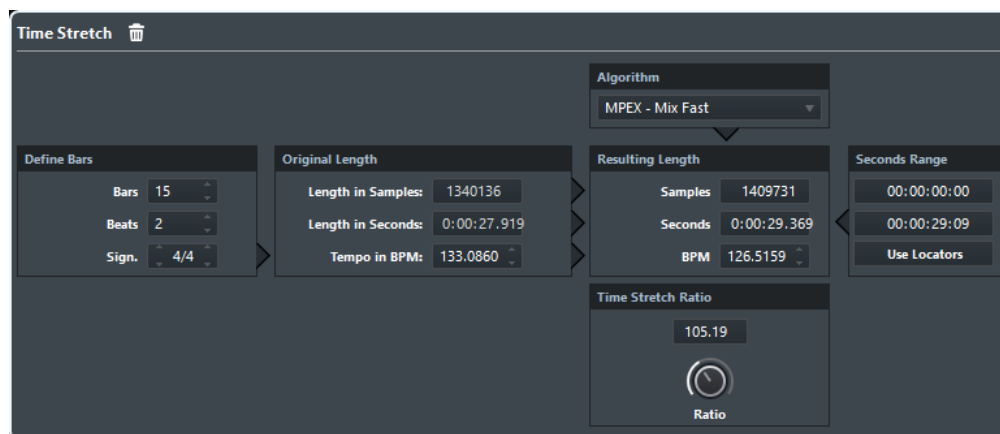 Time Stretch
Algorithm
MPEX - Mix Fast
Define Bars
Bars 15
Beats 2
Sign. 4/4
Original Length
Length in Samples: 1340136
Length in Seconds: 0:00:27.919
Tempo in BPM: 133.0860
Resulting Length
Samples 1409731
Seconds 0:00:29.369
BPM 126.5159
Seconds Range
00:00:00:00
00:00:29:09
Use Locators
Time Stretch Ratio
105.19
Ratio